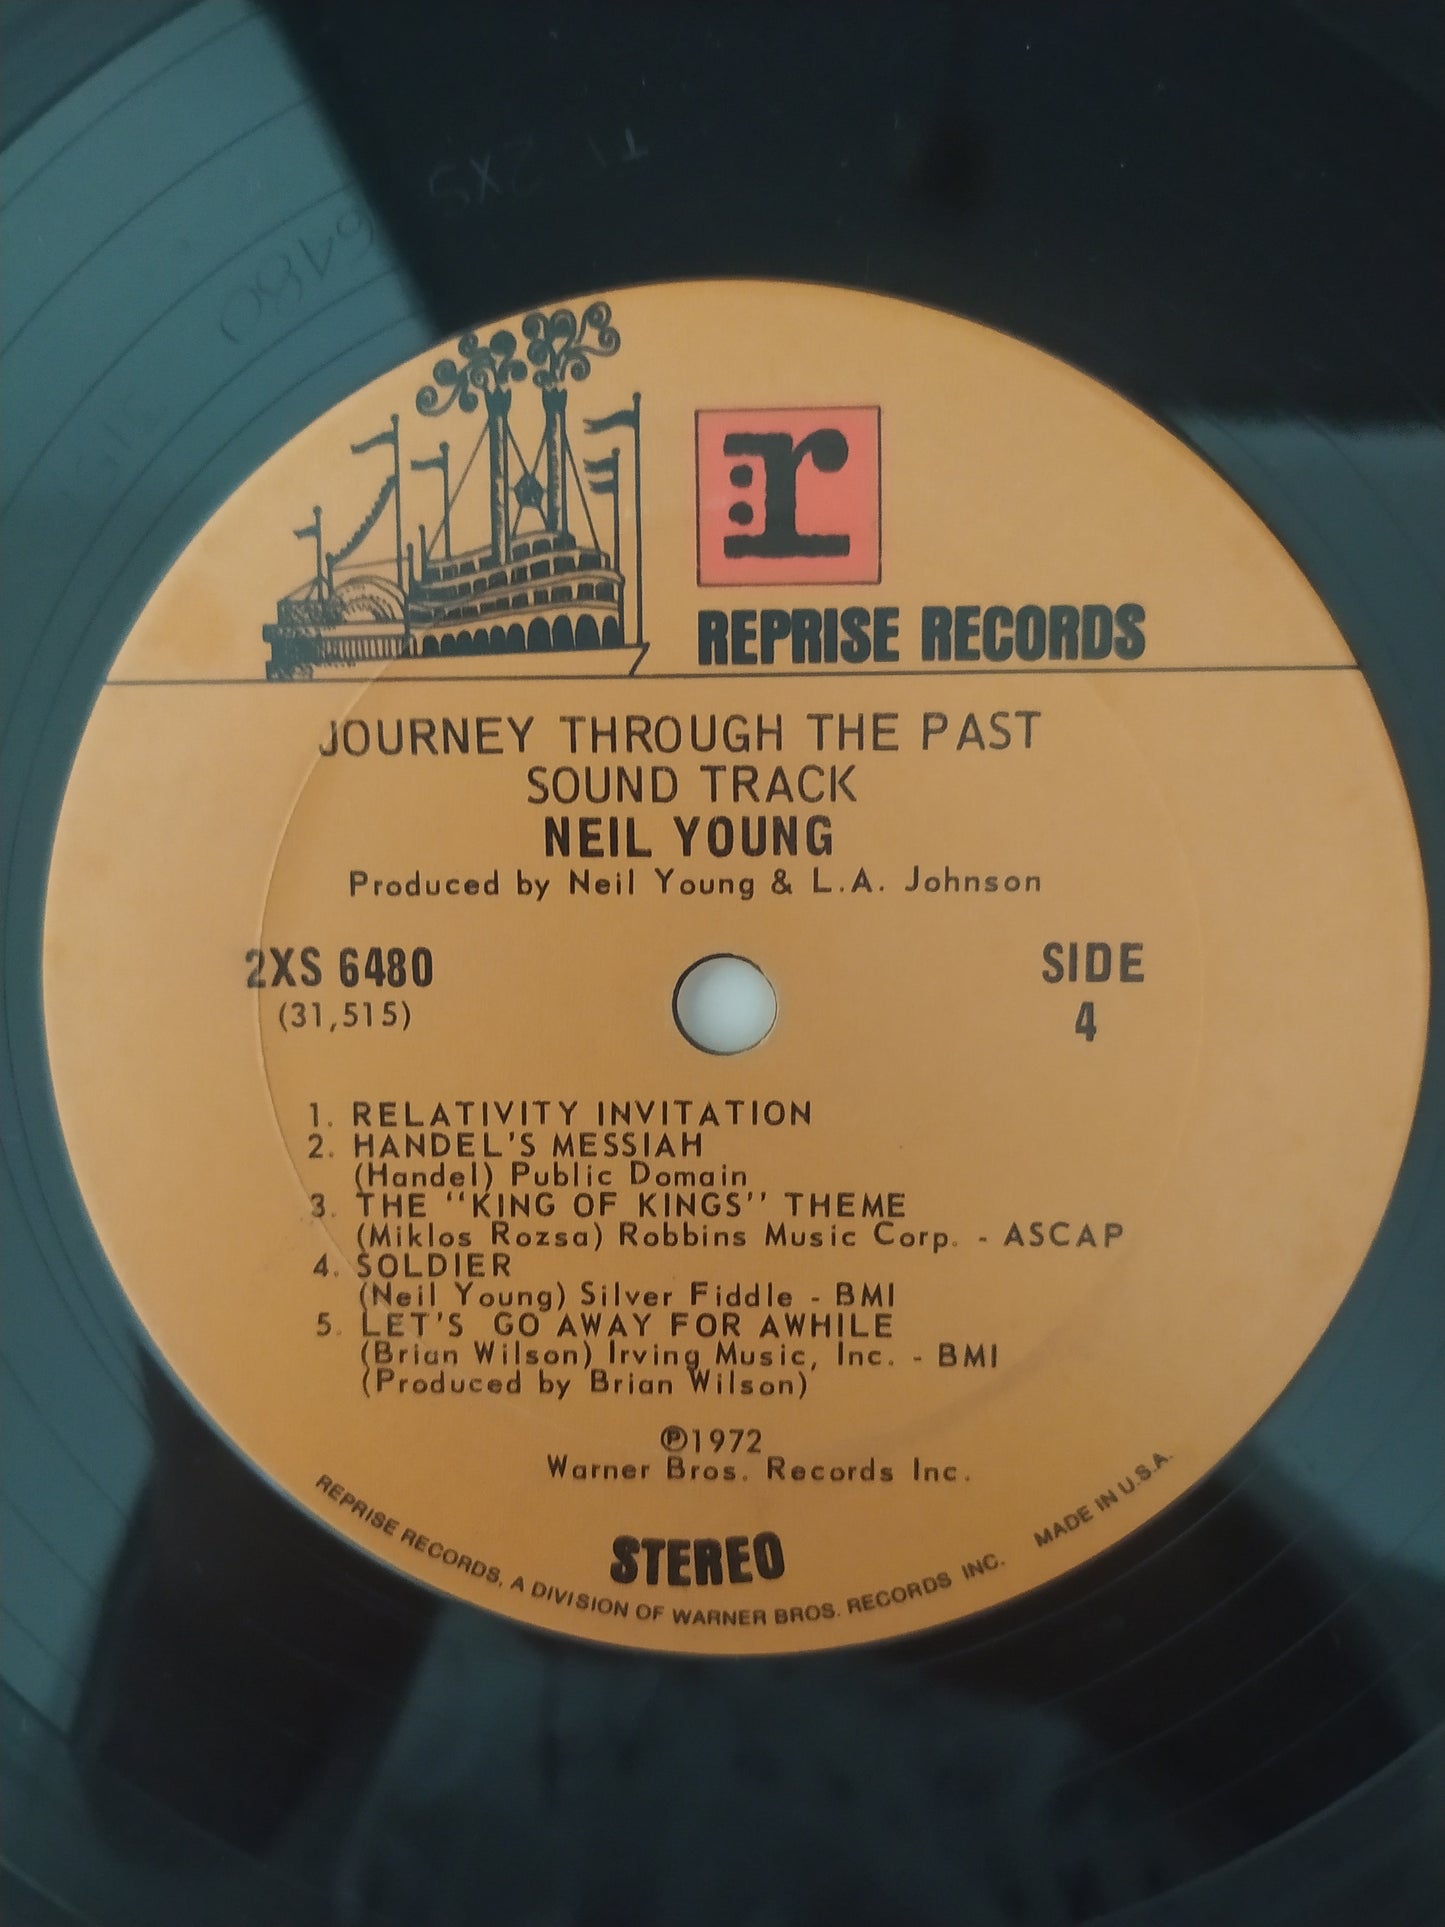 r
REPRISE RECORDS
JOURNEY THROUGH THE PAST
SOUND TRACK
NEIL YOUNG
Produced by Neil Young & L.A. Johnson
2XS 6480
(31,515)
SIDE
4
1. RELATIVITY INVITATION
2. HANDEL'S MESSIAH
(Handel) Public Domain
3. THE "KING OF KINGS" THEME
(Miklos Rozsa) Robbins Music Corp. - ASCAP
4. SOLDIER
(Neil Young) Silver Fiddle - BMI
5. LET'S GO AWAY FOR AWHILE
(Brian Wilson) Irving Music, Inc. - BMI
(Produced by Brian Wilson)
℗1972
Warner Bros. Records Inc.
STEREO
REPRISE RECORDS, A DIVISION OF WARNER BROS. RECORDS INC. MADE IN U.S.A.
2XS
6480